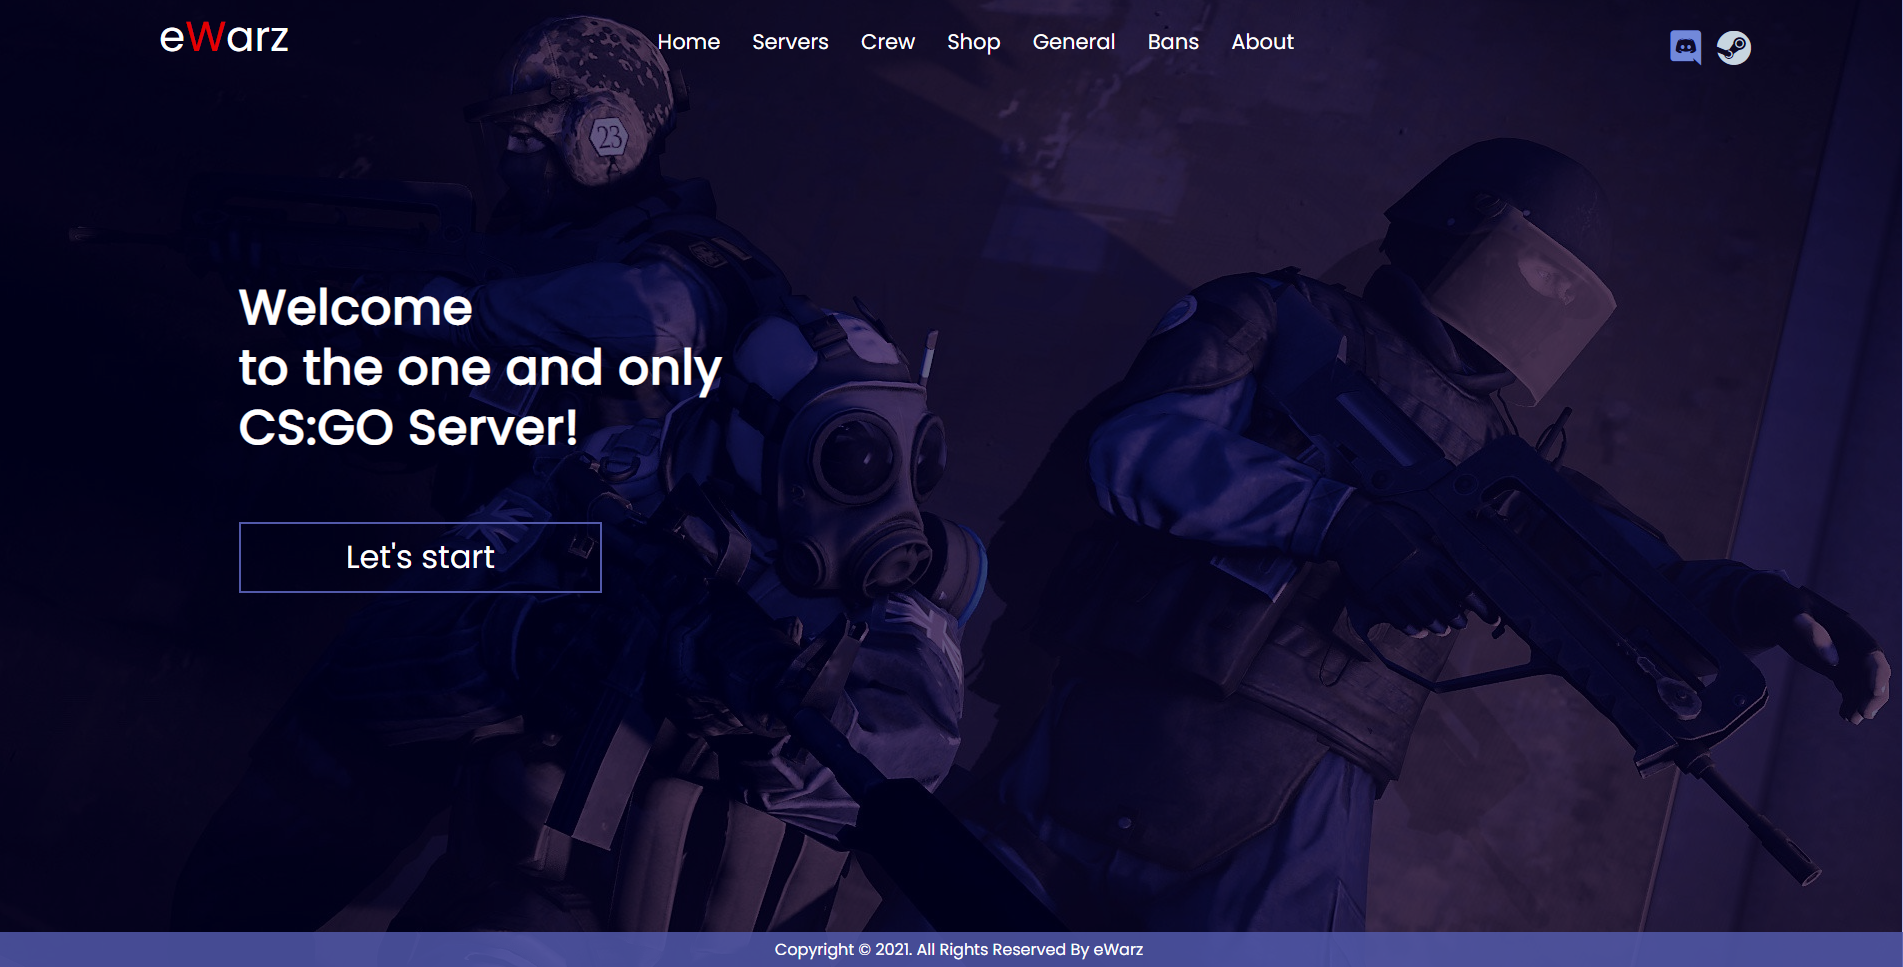 eWarz
Home Servers Crew Shop General Bans About
23
Welcome
to the one and only
CS:GO Server!
Let's start
Copyright © 2021. All Rights Reserved By eWarz